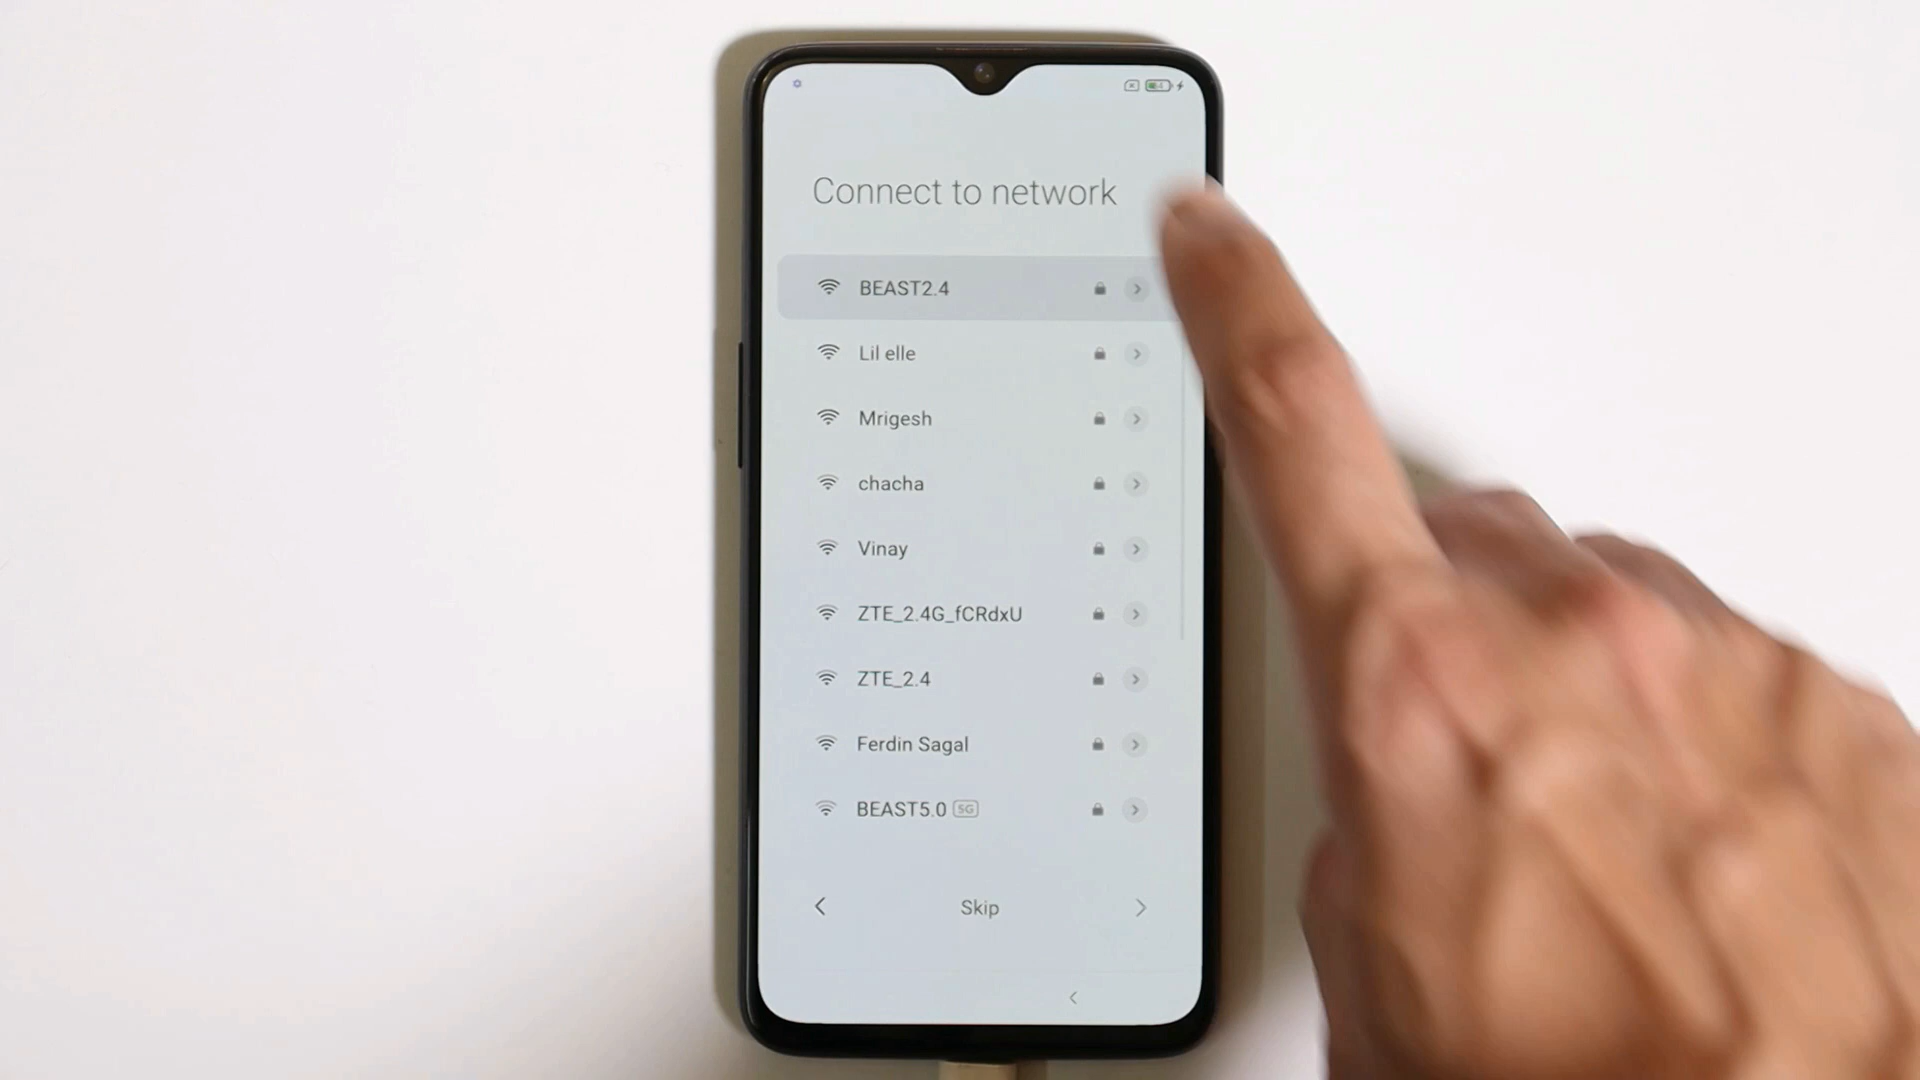 Connect to network
BEAST2.4
Lil elle
Mrigesh
chacha
Vinay
ZTE_2.4G_fCRdxU
ZTE_2.4
Ferdin Sagal
BEAST5.0 5G
Skip